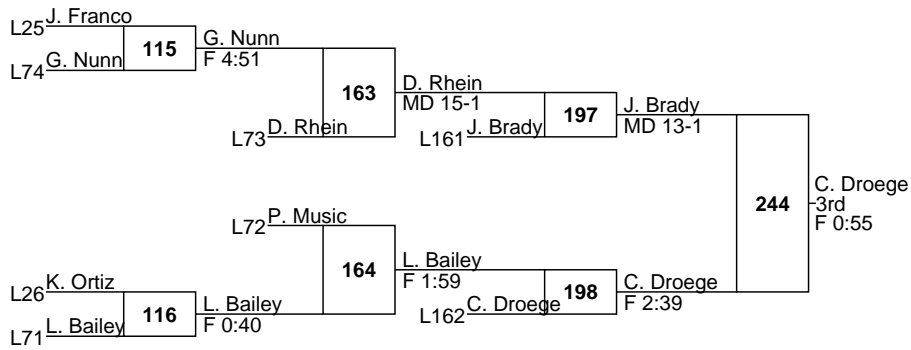 J. Franco
L25
115
G. Nunn
F 4:51
G. Nunn
L74
163
D. Rhein
MD 15-1
D. Rhein
L73
197
J. Brady
MD 13-1
J. Brady
L161
244
C. Droege
3rd
F 0:55
P. Music
L72
164
L. Bailey
F 1:59
K. Ortiz
L26
116
L. Bailey
F 0:40
L. Bailey
L71
198
C. Droege
F 2:39
C. Droege
L162